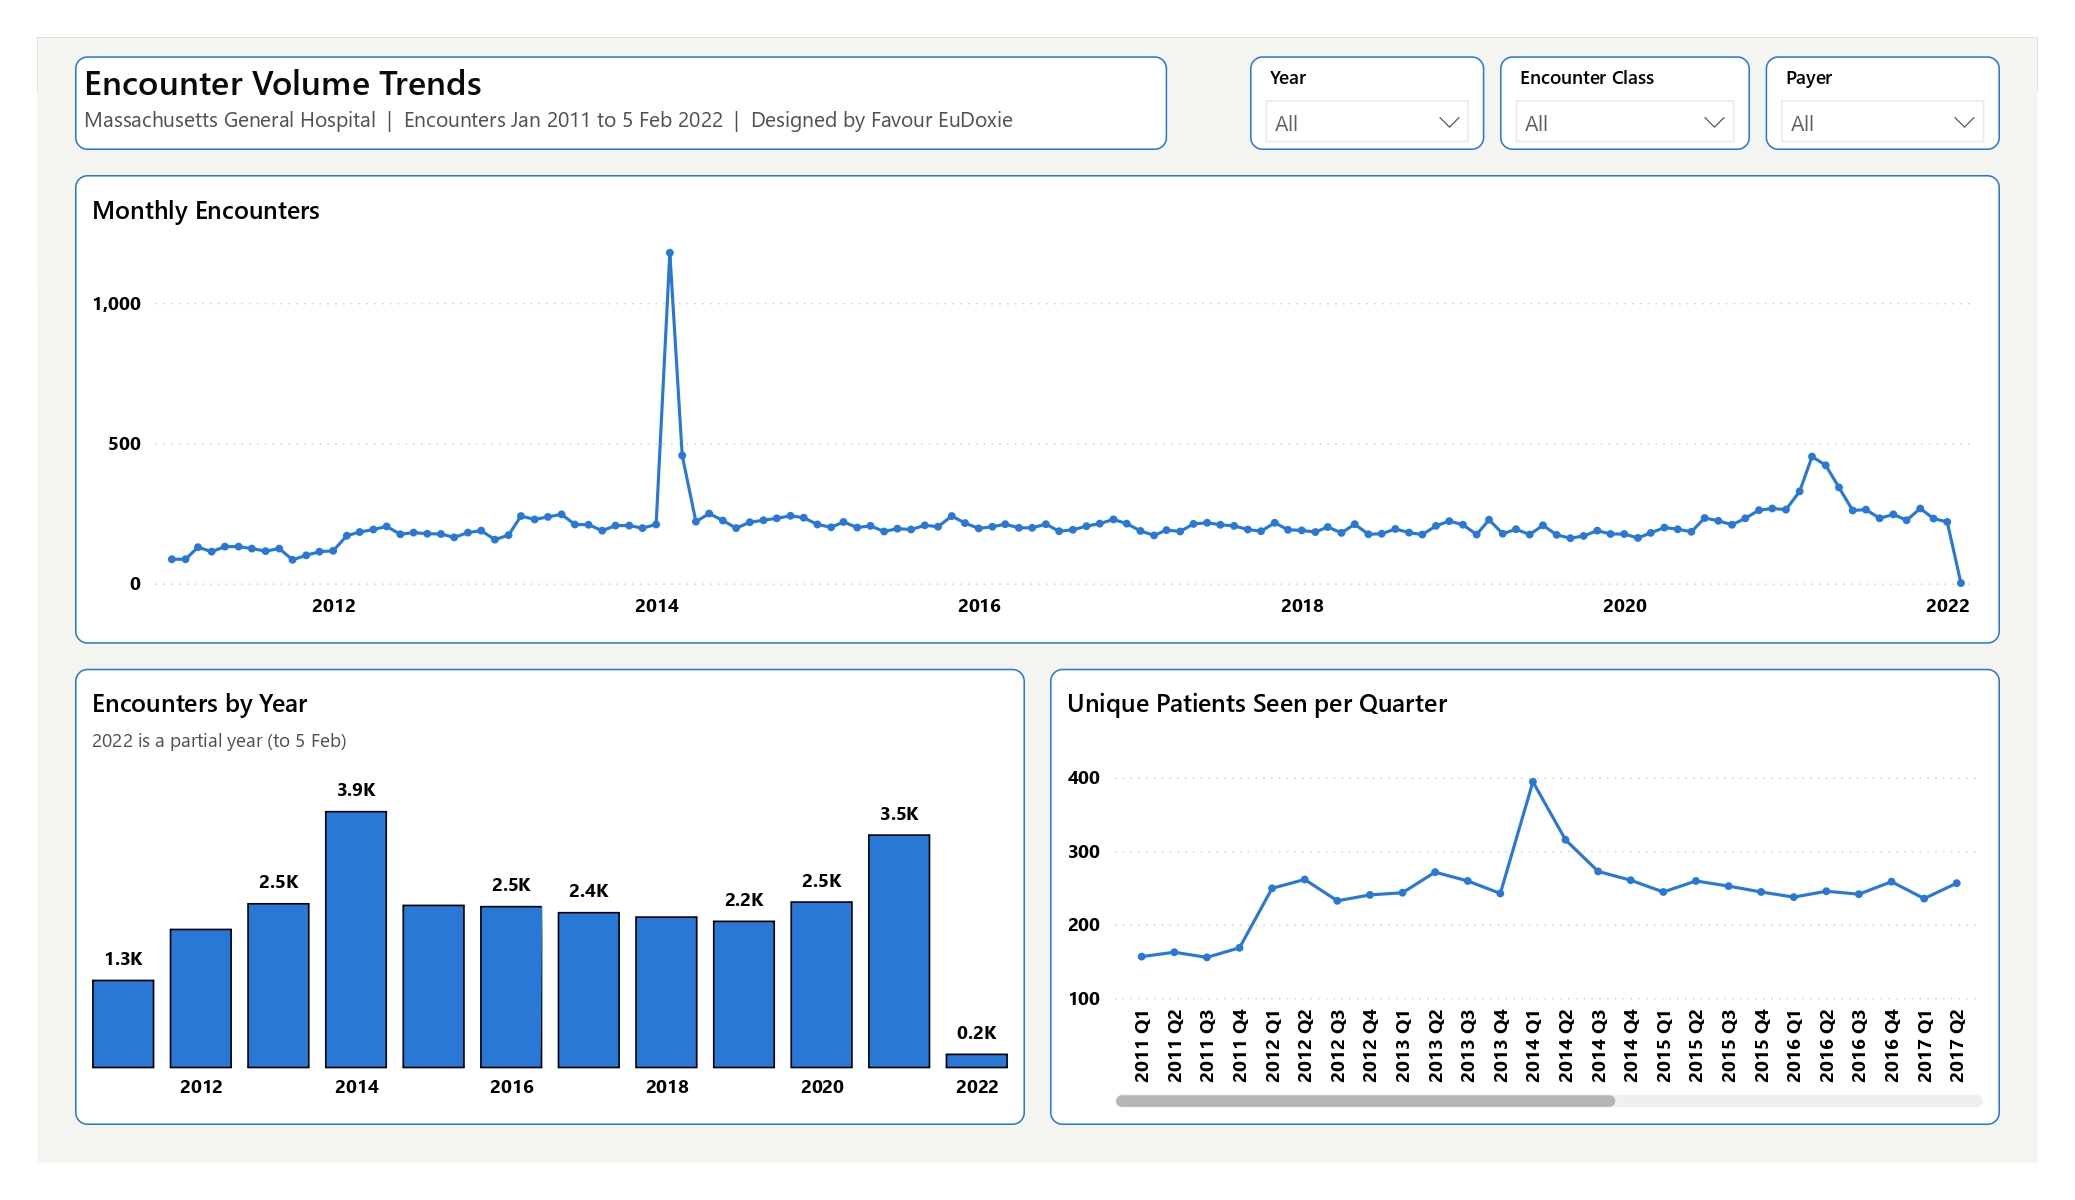 Encounter Volume Trends
Massachusetts General Hospital | Encounters Jan 2011 to 5 Feb 2022 | Designed by Favour EuDoxie
Year
All
Encounter Class
All
Payer
All
Monthly Encounters
1,000
500
0
2012 2014 2016 2018 2020 2022
Encounters by Year
2022 is a partial year (to 5 Feb)
1.3K 2.5K 3.9K 2.5K 2.4K 2.2K 2.5K 3.5K 0.2K
2012 2014 2016 2018 2020 2022
Unique Patients Seen per Quarter
400
300
200
100
2011 Q1
2011 Q2
2011 Q3
2011 Q4
2012 Q1
2012 Q2
2012 Q3
2012 Q4
2013 Q1
2013 Q2
2013 Q3
2013 Q4
2014 Q1
2014 Q2
2014 Q3
2014 Q4
2015 Q1
2015 Q2
2015 Q3
2015 Q4
2016 Q1
2016 Q2
2016 Q3
2016 Q4
2017 Q1
2017 Q2